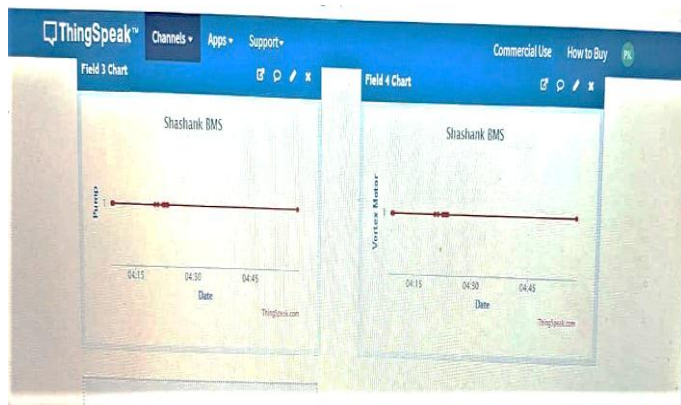 ThingSpeak™ Channels Apps Support Commercial Use How to Buy PK
Field 3 Chart
Shashank BMS
Pump
1
04:15 04:30 04:45
Date
ThingSpeak.com
Field 4 Chart
Shashank BMS
Vortex Motor
1
04:15 04:30 04:45
Date
ThingSpeak.com